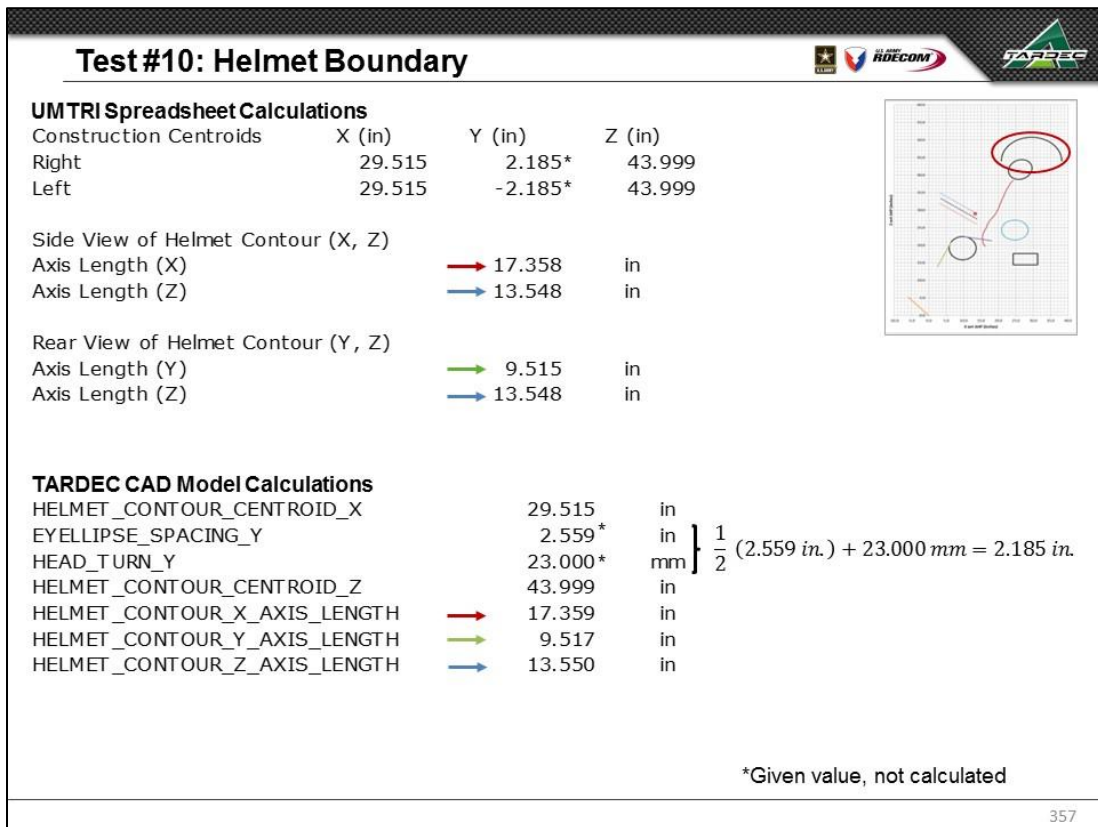 Test #10: Helmet Boundary
U.S. ARMY
RDECOM
TARDEC
UMTRI Spreadsheet Calculations
Construction Centroids X (in) Y (in) Z (in)
Right 29.515 2.185* 43.999
Left 29.515 -2.185* 43.999
Side View of Helmet Contour (X, Z)
Axis Length (X) 17.358 in
Axis Length (Z) 13.548 in
Rear View of Helmet Contour (Y, Z)
Axis Length (Y) 9.515 in
Axis Length (Z) 13.548 in
TARDEC CAD Model Calculations
HELMET_CONTOUR_CENTROID_X 29.515 in
EYELLIPSE_SPACING_Y 2.559* in
HEAD_TURN_Y 23.000* mm
1/2 (2.559 in.) + 23.000 mm = 2.185 in.
HELMET_CONTOUR_CENTROID_Z 43.999 in
HELMET_CONTOUR_X_AXIS_LENGTH 17.359 in
HELMET_CONTOUR_Y_AXIS_LENGTH 9.517 in
HELMET_CONTOUR_Z_AXIS_LENGTH 13.550 in
*Given value, not calculated
357